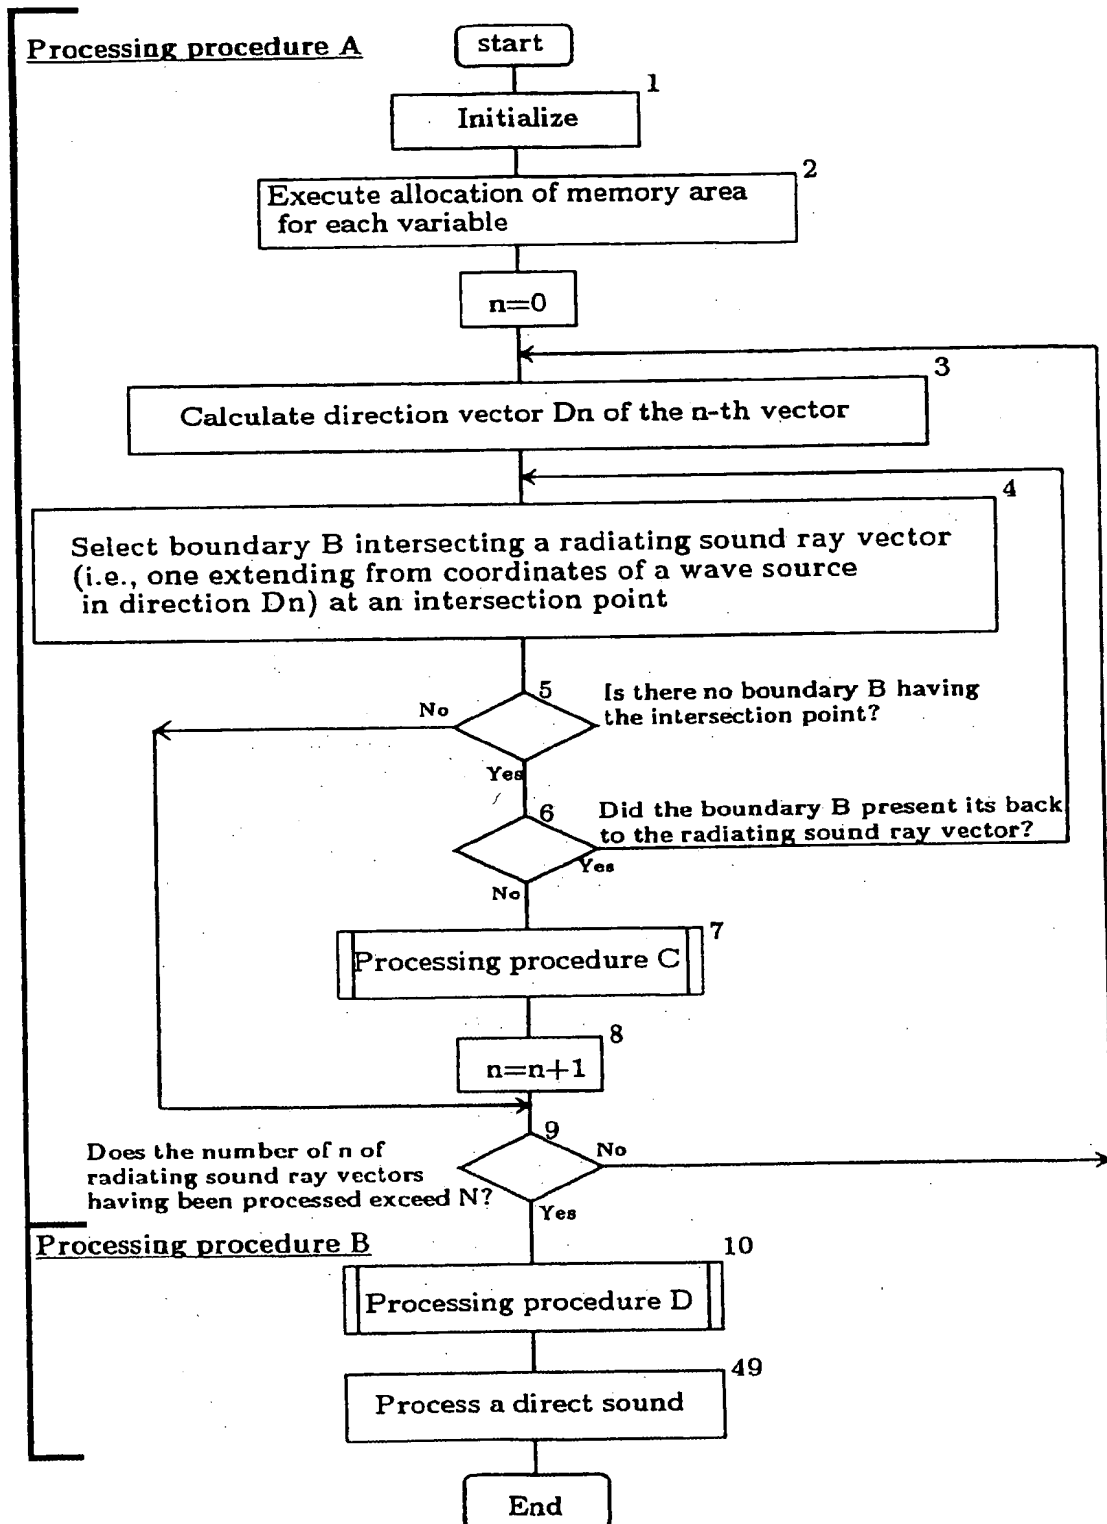 Processing procedure A
start
1
Initialize
2
Execute allocation of memory area
for each variable
n=0
3
Calculate direction vector Dn of the n-th vector
4
Select boundary B intersecting a radiating sound ray vector
(i.e., one extending from coordinates of a wave source
in direction Dn) at an intersection point
5
Is there no boundary B having
the intersection point?
No
Yes
6
Did the boundary B present its back
to the radiating sound ray vector?
Yes
No
7
Processing procedure C
8
n=n+1
9
Does the number of n of
radiating sound ray vectors
having been processed exceed N?
No
Yes
Processing procedure B
10
Processing procedure D
49
Process a direct sound
End